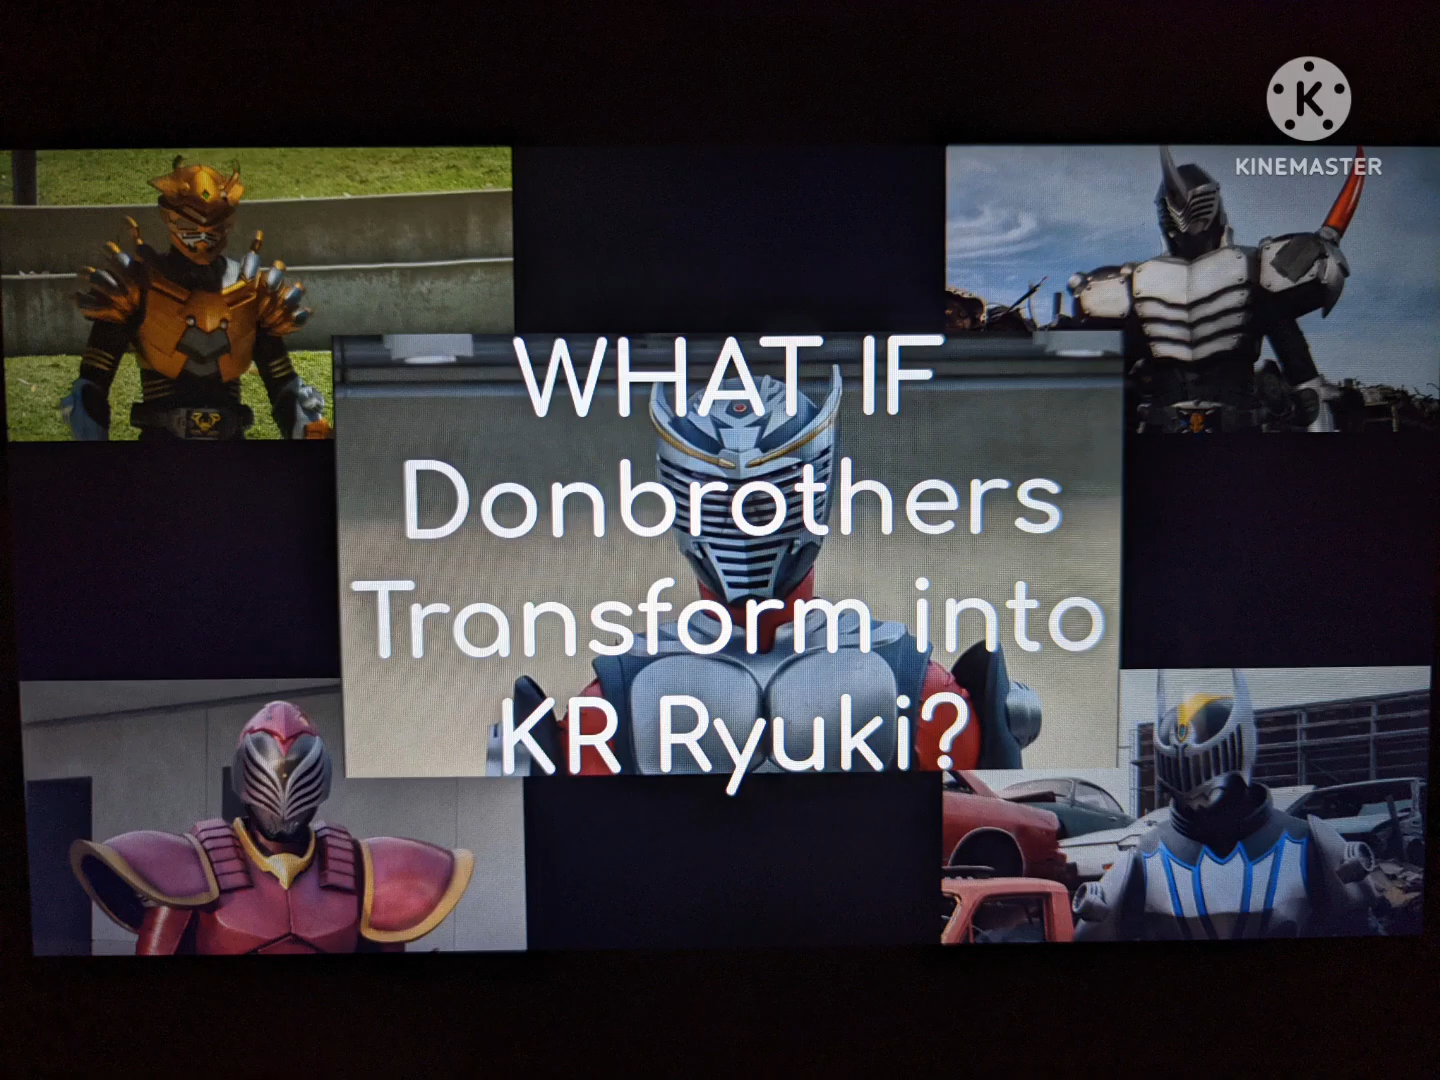 K
KINEMASTER
WHAT IF
Donbrothers
Transform into
KR Ryuki?